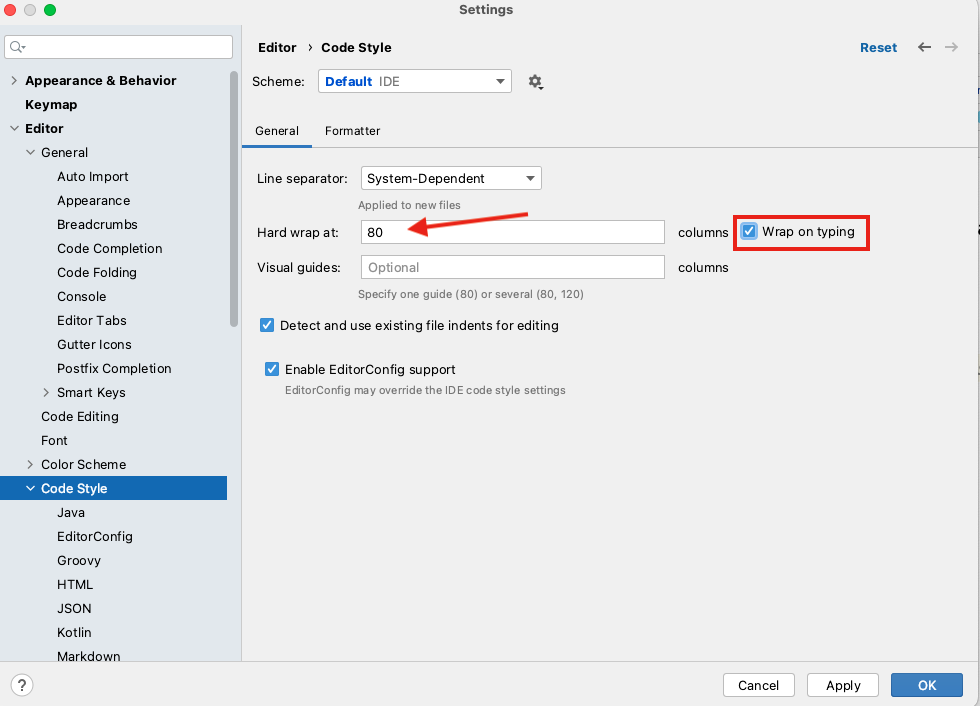 Settings
Appearance & Behavior
Keymap
Editor
General
Auto Import
Appearance
Breadcrumbs
Code Completion
Code Folding
Console
Editor Tabs
Gutter Icons
Postfix Completion
Smart Keys
Code Editing
Font
Color Scheme
Code Style
Java
EditorConfig
Groovy
HTML
JSON
Kotlin
Markdown
Editor › Code Style Reset
Scheme: Default IDE
General Formatter
Line separator: System-Dependent
Applied to new files
Hard wrap at: 80 columns Wrap on typing
Visual guides: Optional columns
Specify one guide (80) or several (80, 120)
Detect and use existing file indents for editing
Enable EditorConfig support
EditorConfig may override the IDE code style settings
? Cancel Apply OK